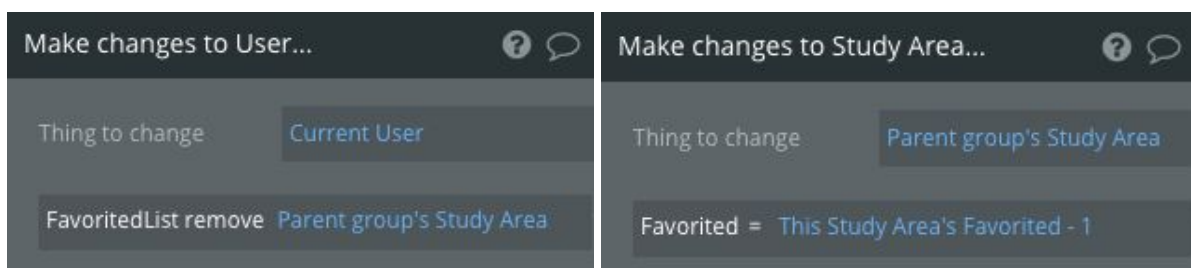 Make changes to User...
Thing to change Current User
FavoritedList remove Parent group's Study Area
Make changes to Study Area...
Thing to change Parent group's Study Area
Favorited = This Study Area's Favorited - 1